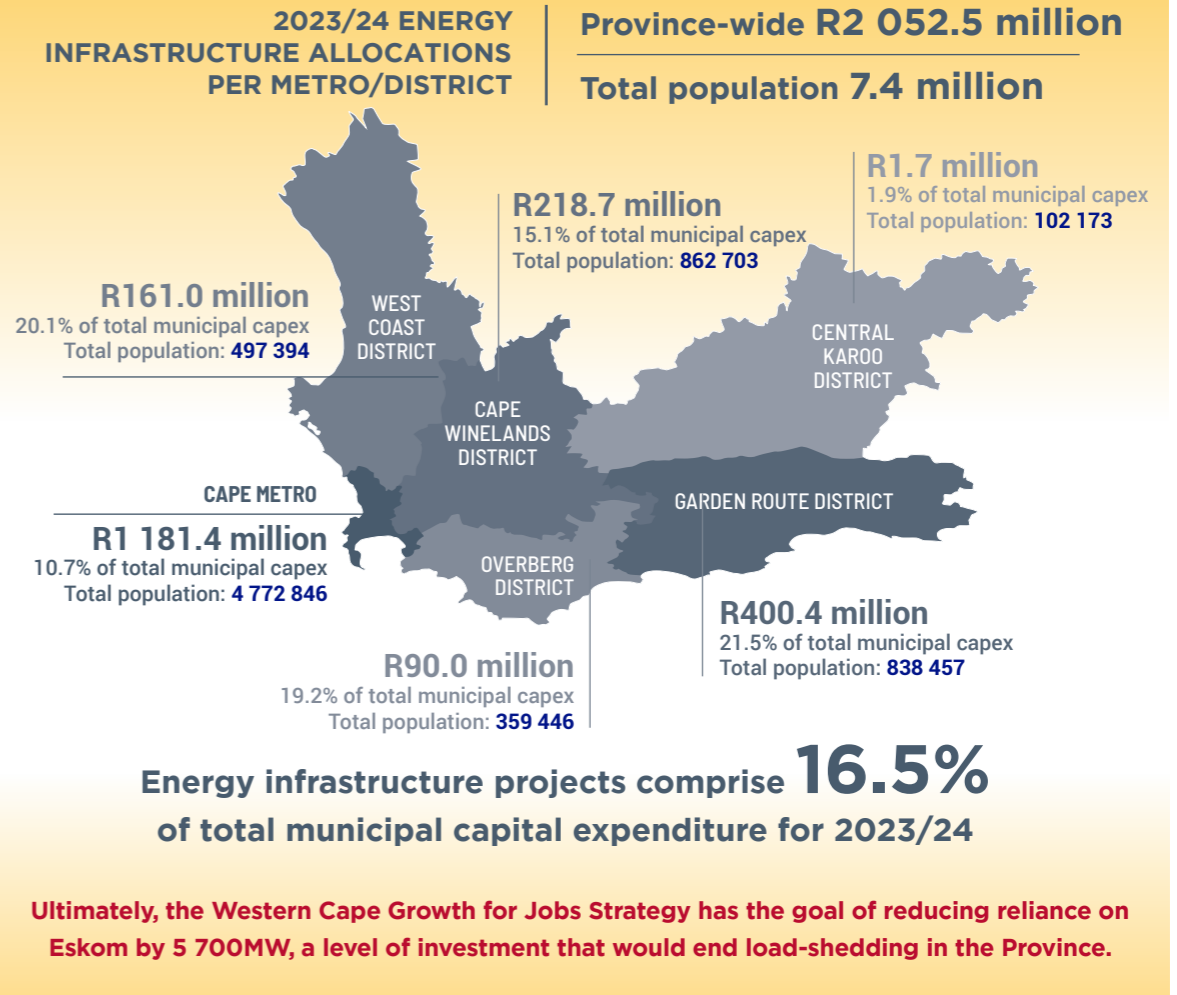 2023/24 ENERGY
INFRASTRUCTURE ALLOCATIONS
PER METRO/DISTRICT
Province-wide R2 052.5 million
Total population 7.4 million
R1.7 million
1.9% of total municipal capex
Total population: 102 173
R218.7 million
15.1% of total municipal capex
Total population: 862 703
R161.0 million
20.1% of total municipal capex
Total population: 497 394
WEST
COAST
DISTRICT
CENTRAL
KAROO
DISTRICT
CAPE
WINELANDS
DISTRICT
CAPE METRO
R1 181.4 million
10.7% of total municipal capex
Total population: 4 772 846
GARDEN ROUTE DISTRICT
OVERBERG
DISTRICT
R400.4 million
21.5% of total municipal capex
Total population: 838 457
R90.0 million
19.2% of total municipal capex
Total population: 359 446
Energy infrastructure projects comprise 16.5%
of total municipal capital expenditure for 2023/24
Ultimately, the Western Cape Growth for Jobs Strategy has the goal of reducing reliance on
Eskom by 5 700MW, a level of investment that would end load-shedding in the Province.